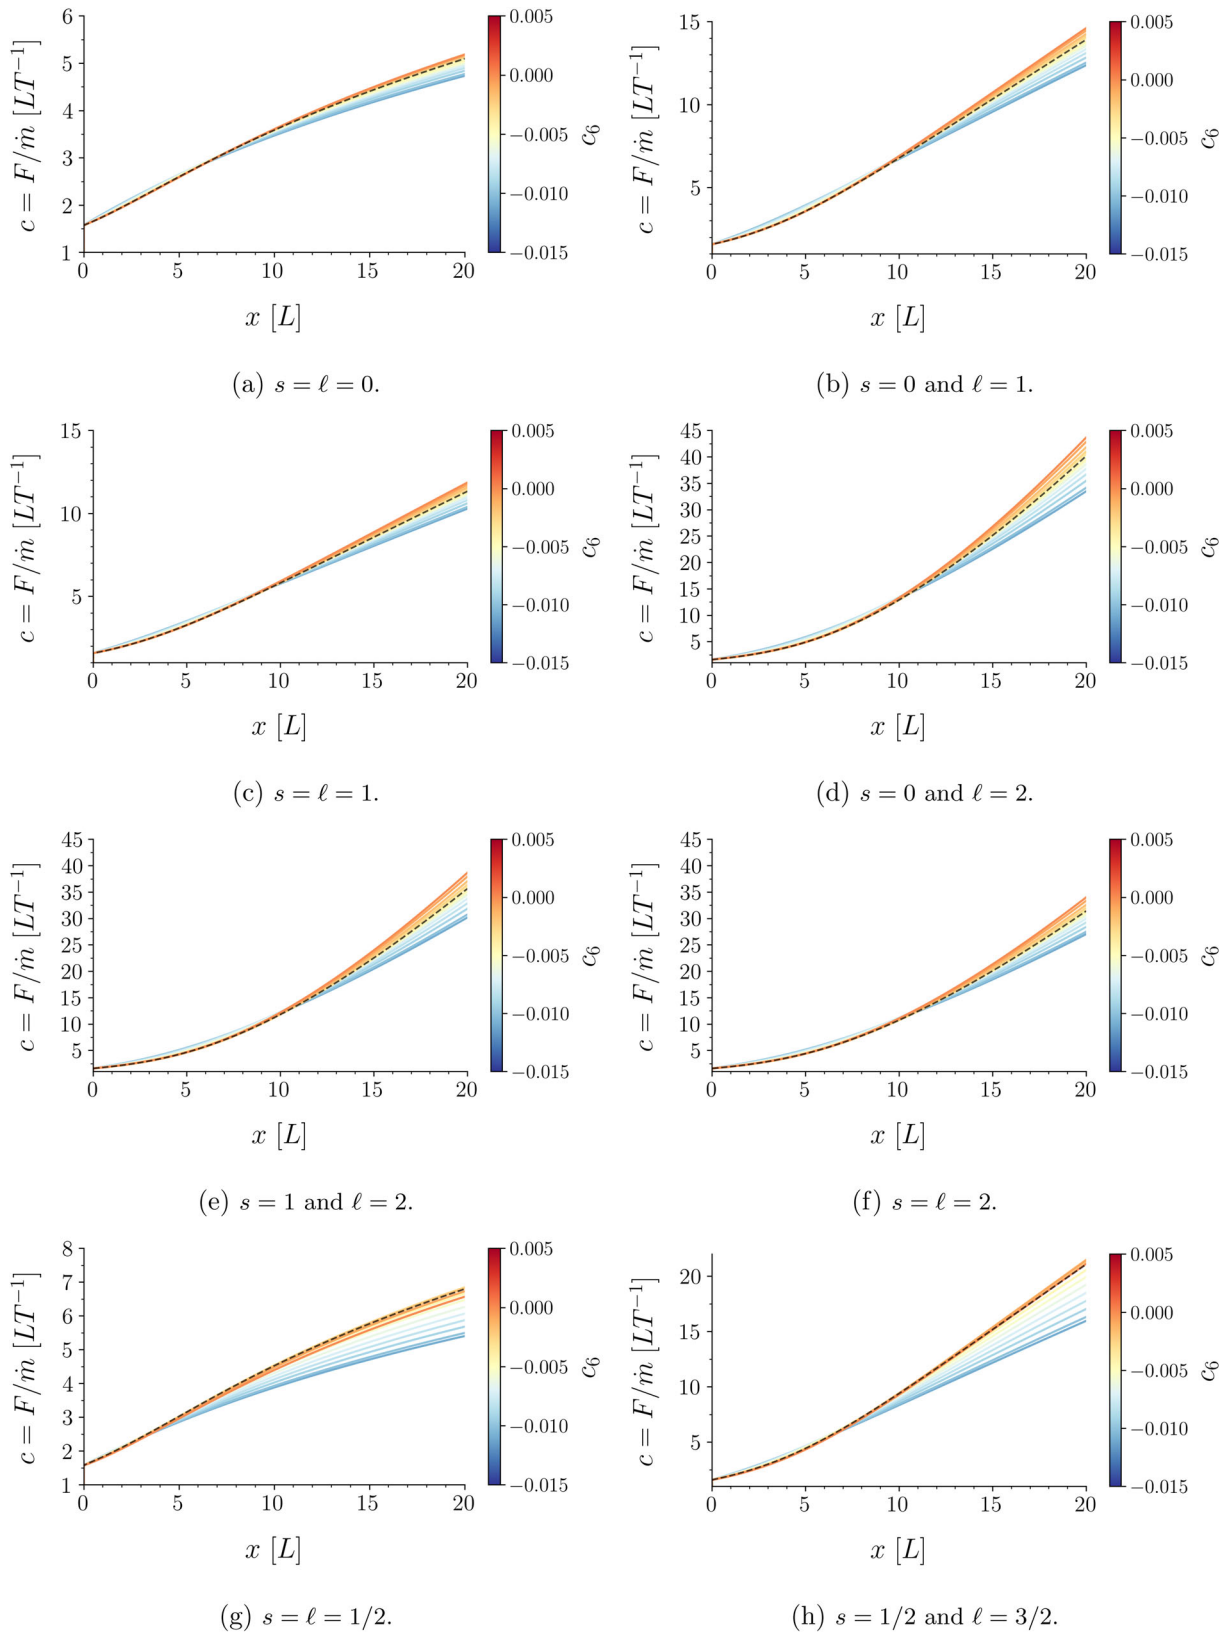 6
5
4
3
2
1
0 5 10 15 20
c = F/ṁ [LT⁻¹]
x [L]
0.005
0.000
−0.005
−0.010
−0.015
c₆
(a) s = ℓ = 0.
15
10
5
0 5 10 15 20
c = F/ṁ [LT⁻¹]
x [L]
0.005
0.000
−0.005
−0.010
−0.015
c₆
(b) s = 0 and ℓ = 1.
15
10
5
0 5 10 15 20
c = F/ṁ [LT⁻¹]
x [L]
0.005
0.000
−0.005
−0.010
−0.015
c₆
(c) s = ℓ = 1.
45
40
35
30
25
20
15
10
5
0 5 10 15 20
c = F/ṁ [LT⁻¹]
x [L]
0.005
0.000
−0.005
−0.010
−0.015
c₆
(d) s = 0 and ℓ = 2.
45
40
35
30
25
20
15
10
5
0 5 10 15 20
c = F/ṁ [LT⁻¹]
x [L]
0.005
0.000
−0.005
−0.010
−0.015
c₆
(e) s = 1 and ℓ = 2.
45
40
35
30
25
20
15
10
5
0 5 10 15 20
c = F/ṁ [LT⁻¹]
x [L]
0.005
0.000
−0.005
−0.010
−0.015
c₆
(f) s = ℓ = 2.
8
7
6
5
4
3
2
1
0 5 10 15 20
c = F/ṁ [LT⁻¹]
x [L]
0.005
0.000
−0.005
−0.010
−0.015
c₆
(g) s = ℓ = 1/2.
20
15
10
5
0 5 10 15 20
c = F/ṁ [LT⁻¹]
x [L]
0.005
0.000
−0.005
−0.010
−0.015
c₆
(h) s = 1/2 and ℓ = 3/2.